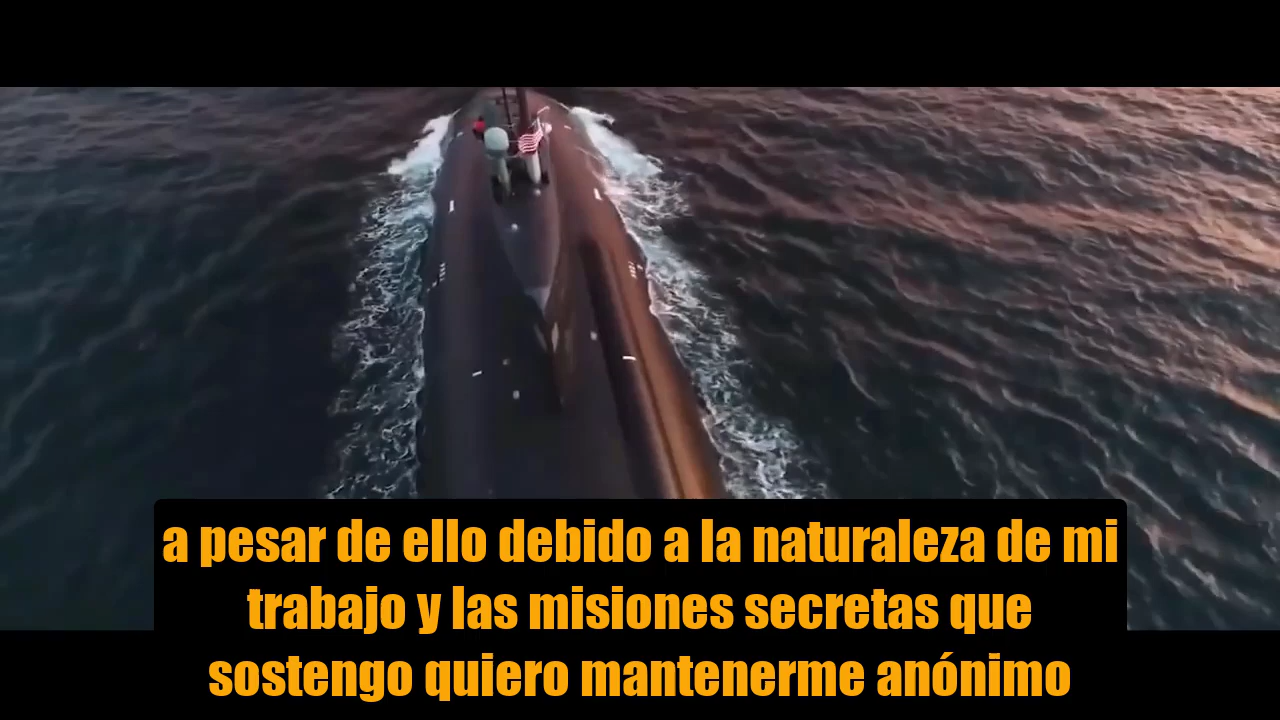 a pesar de ello debido a la naturaleza de mi
trabajo y las misiones secretas que
sostengo quiero mantenerme anónimo